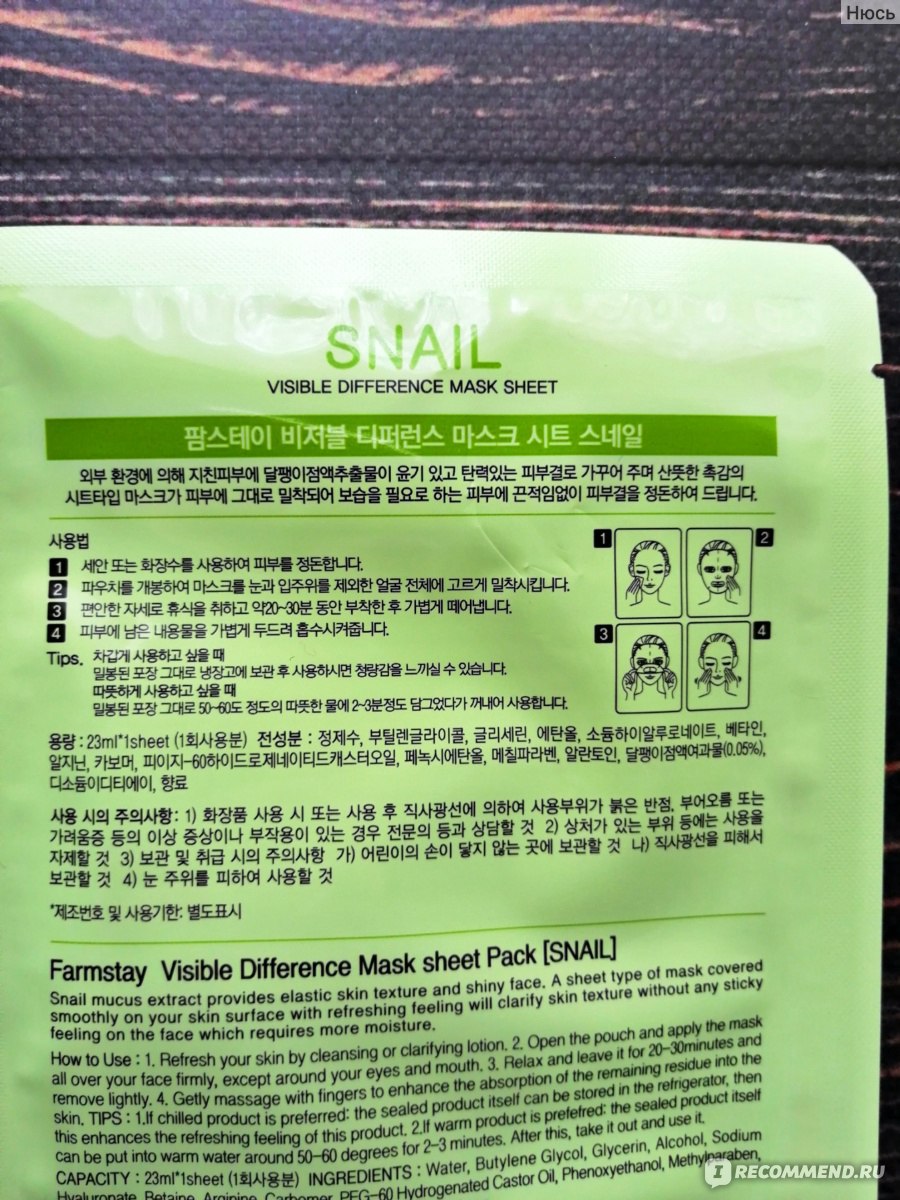 Нюсь
SNAIL
VISIBLE DIFFERENCE MASK SHEET
팜스테이 비저블 디퍼런스 마스크 시트 스네일
외부 환경에 의해 지친피부에 달팽이점액추출물이 윤기 있고 탄력있는 피부결로 가꾸어 주며 산뜻한 촉감의
시트타입 마스크가 피부에 그대로 밀착되어 보습을 필요로 하는 피부에 끈적임없이 피부결을 정돈하여 드립니다.
사용법
1 세안 또는 화장수를 사용하여 피부를 정돈합니다.
2 파우치를 개봉하여 마스크를 눈과 입주위를 제외한 얼굴 전체에 고르게 밀착시킵니다.
3 편안한 자세로 휴식을 취하고 약20~30분 동안 부착한 후 가볍게 떼어냅니다.
4 피부에 남은 내용물을 가볍게 두드려 흡수시켜줍니다.
1 2
3 4
Tips. 차갑게 사용하고 싶을 때
밀봉된 포장 그대로 냉장고에 보관 후 사용하시면 청량감을 느끼실 수 있습니다.
따뜻하게 사용하고 싶을 때
밀봉된 포장 그대로 50~60도 정도의 따뜻한 물에 2~3분정도 담그었다가 꺼내어 사용합니다.
용량 : 23ml*1sheet (1회사용분) 전성분 : 정제수, 부틸렌글라이콜, 글리세린, 에탄올, 소듐하이알루로네이트, 베타인,
알지닌, 카보머, 피이지-60하이드로제네이티드캐스터오일, 페녹시에탄올, 메칠파라벤, 알란토인, 달팽이점액여과물(0.05%),
디소듐이디티에이, 향료
사용 시의 주의사항: 1) 화장품 사용 시 또는 사용 후 직사광선에 의하여 사용부위가 붉은 반점, 부어오름 또는
가려움증 등의 이상 증상이나 부작용이 있는 경우 전문의 등과 상담할 것 2) 상처가 있는 부위 등에는 사용을
자제할 것 3) 보관 및 취급 시의 주의사항 가) 어린이의 손이 닿지 않는 곳에 보관할 것 나) 직사광선을 피해서
보관할 것 4) 눈 주위를 피하여 사용할 것
*제조번호 및 사용기한: 별도표시
Farmstay Visible Difference Mask sheet Pack [SNAIL]
Snail mucus extract provides elastic skin texture and shiny face. A sheet type of mask covered
smoothly on your skin surface with refreshing feeling will clarify skin texture without any sticky
feeling on the face which requires more moisture.
How to Use : 1. Refresh your skin by cleansing or clarifying lotion. 2. Open the pouch and apply the mask
all over your face firmly, except around your eyes and mouth. 3. Relax and leave it for 20-30minutes and
remove lightly. 4. Getly massage with fingers to enhance the absorption of the remaining residue into the
skin. TIPS : 1.If chilled product is preferred: the sealed product itself can be stored in the refrigerator, then
this enhances the refreshing feeling of this product. 2.If warm product is prefefred: the sealed product itself
can be put into warm water around 50-60 degrees for 2-3 minutes. After this, take it out and use it.
CAPACITY : 23ml*1sheet (1회사용분) INGREDIENTS : Water, Butylene Glycol, Glycerin, Alcohol, Sodium
Hyaluronate, Betaine, Arginine, Carbomer, PEG-60 Hydrogenated Castor Oil, Phenoxyethanol, Methylparaben,
IRECOMMEND.RU